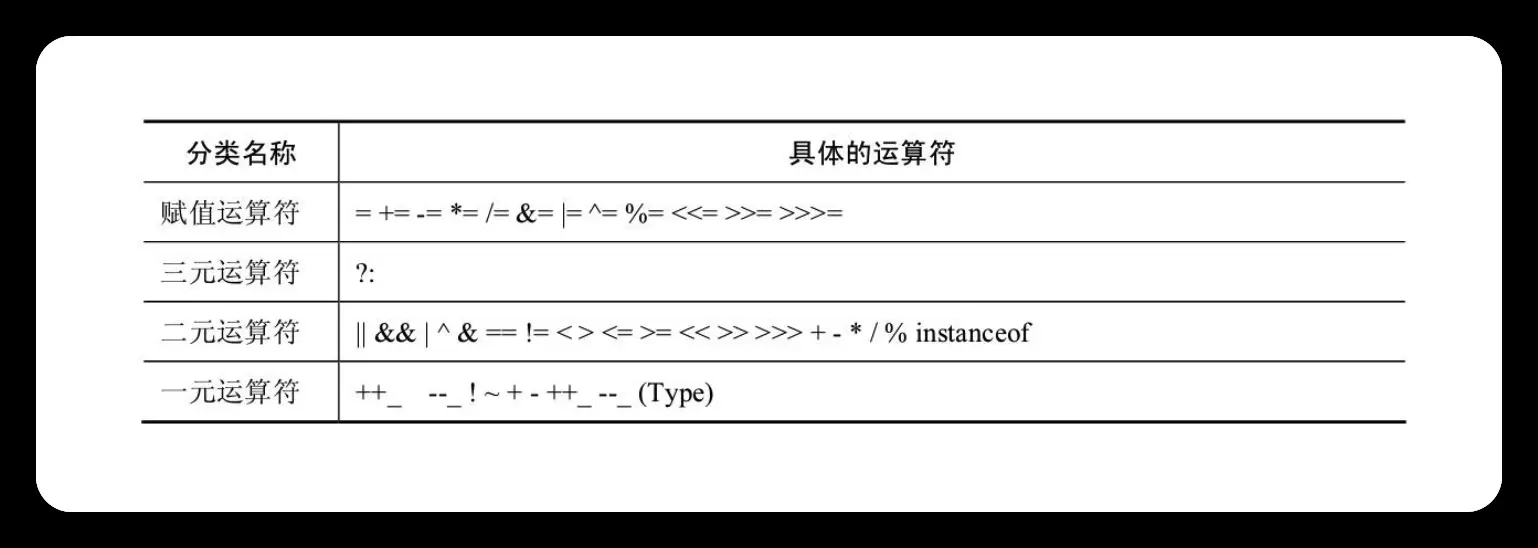 分类名称 具体的运算符
赋值运算符 = += -= *= /= &= |= ^= %= <<= >>= >>>=
三元运算符 ?:
二元运算符 || && | ^ & == != < > <= >= << >> >>> + - * / % instanceof
一元运算符 ++_ --_ ! ~ + - ++_ --_ (Type)